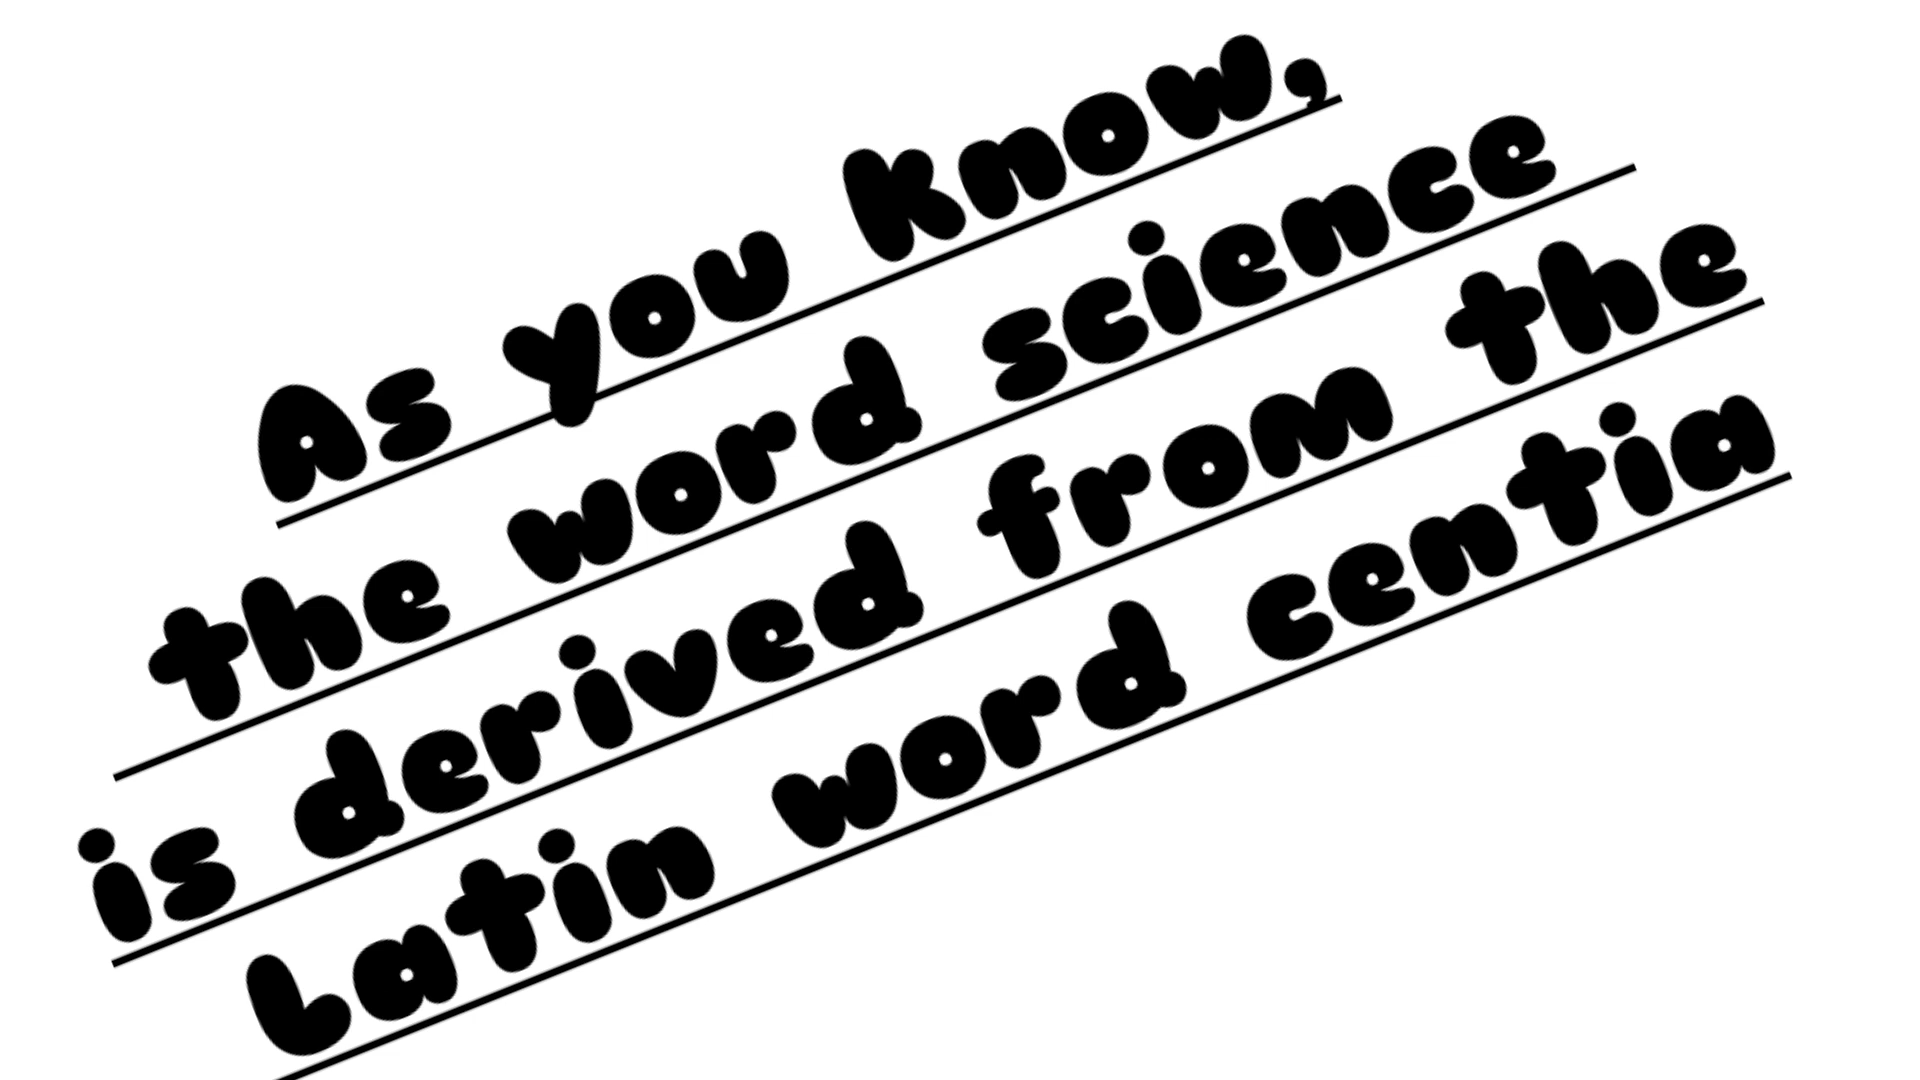 As you know,
the word science
is derived from the
Latin word centia